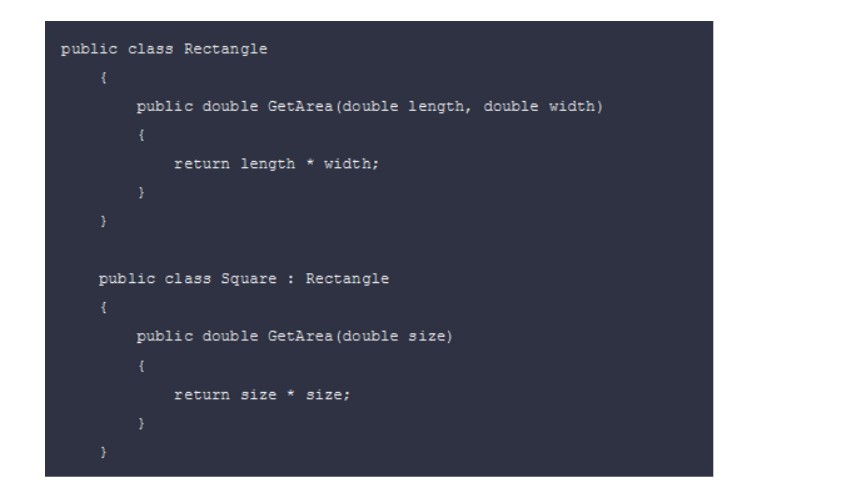 public class Rectangle
{
public double GetArea(double length, double width)
{
return length * width;
}
}
public class Square : Rectangle
{
public double GetArea(double size)
{
return size * size;
}
}